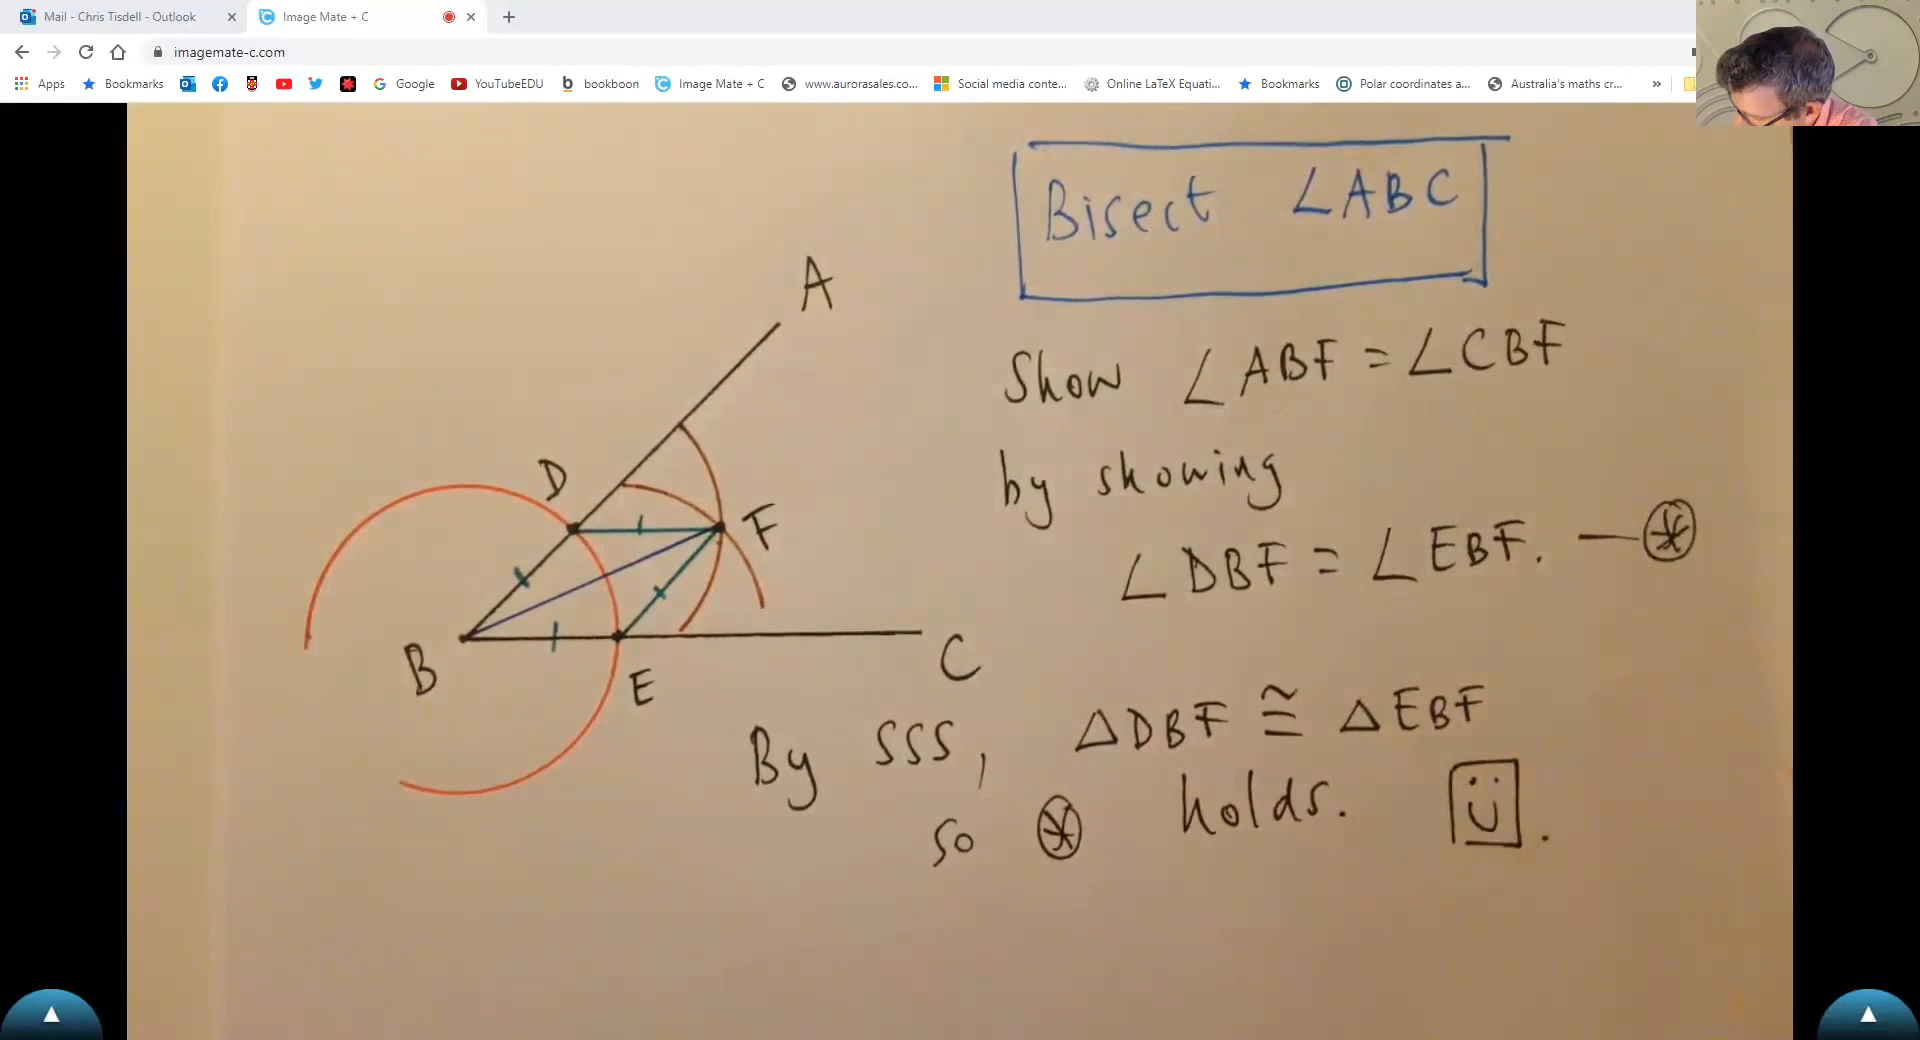 Mail - Chris Tisdell - Outlook
Image Mate + C
imagemate-c.com
Apps
Bookmarks
Google
YouTubeEDU
bookboon
Image Mate + C
www.aurorasales.co...
Social media conte...
Online LaTeX Equati...
Bookmarks
Polar coordinates a...
Australia's maths cr...
»
Bisect ∠ABC
A
Show ∠ABF = ∠CBF
D
by showing
F
∠DBF = ∠EBF. —⊛
B
E
C
By SSS, ΔDBF ≅ ΔEBF
so ⊛ holds.